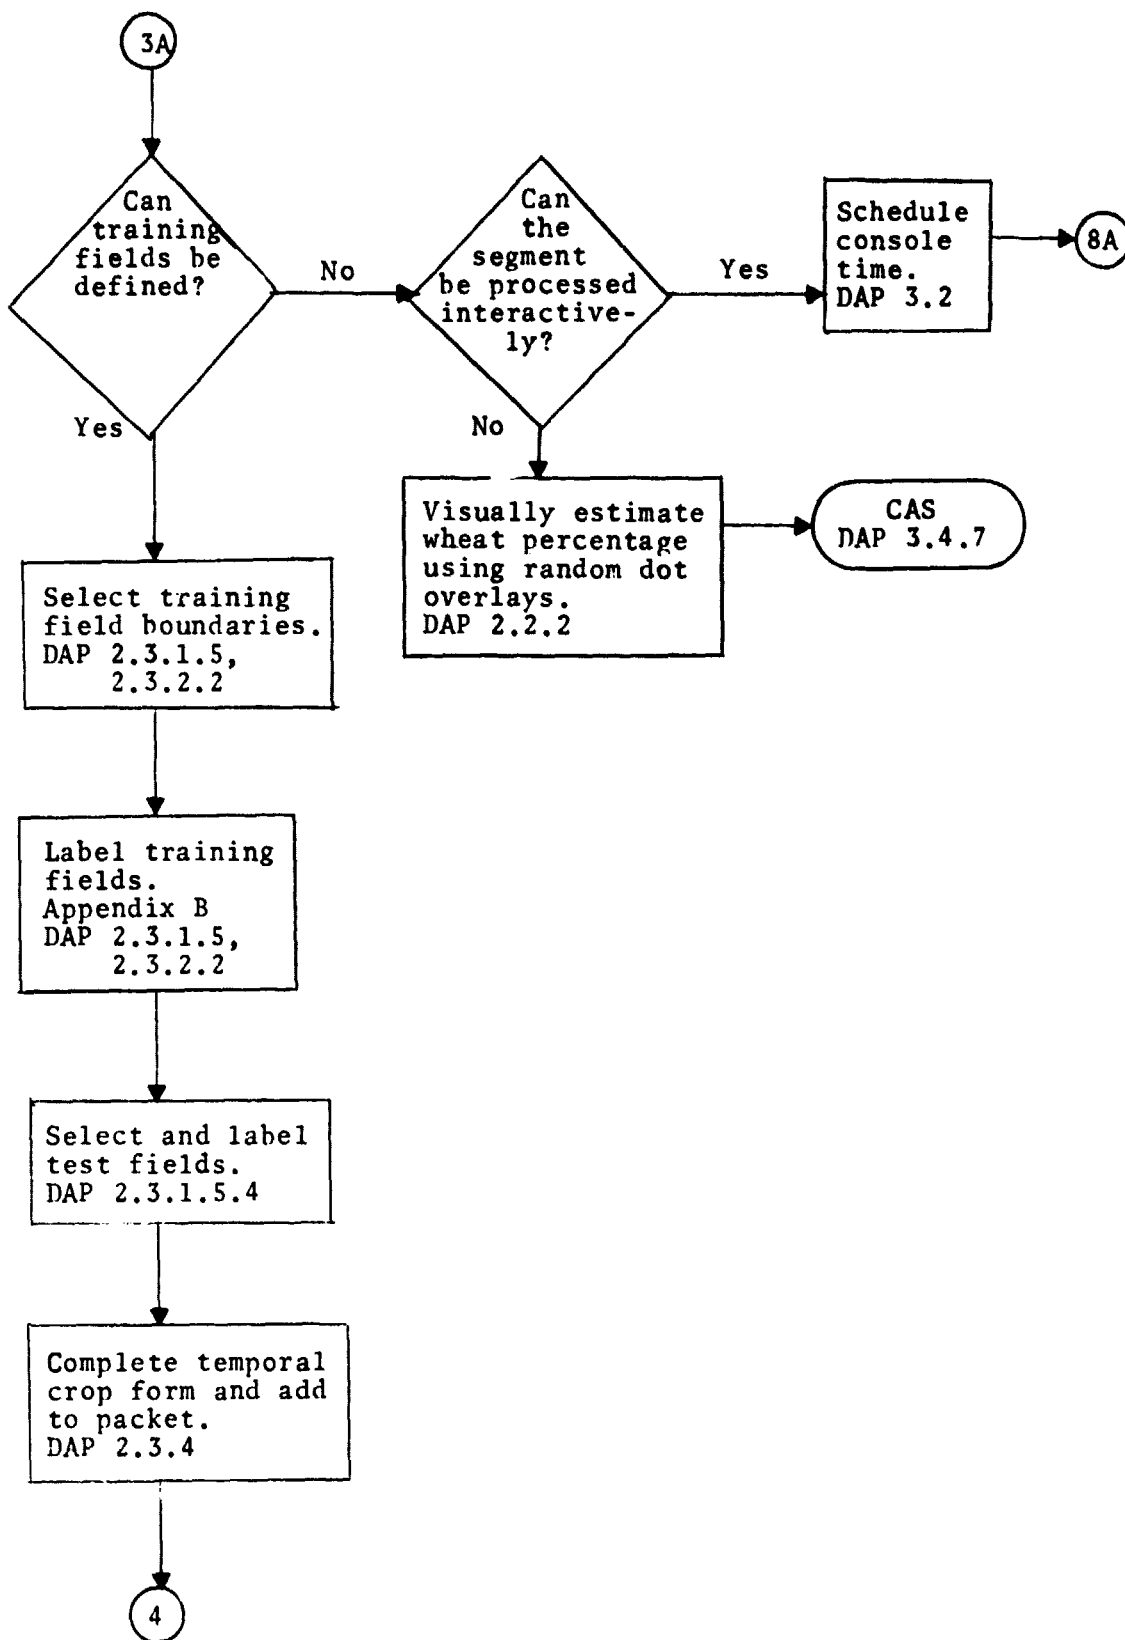 3A
Can
training
fields be
defined?
No
Yes
Can
the
segment
be processed
interactive-
ly?
Yes
No
Schedule
console
time.
DAP 3.2
8A
Visually estimate
wheat percentage
using random dot
overlays.
DAP 2.2.2
CAS
DAP 3.4.7
Select training
field boundaries.
DAP 2.3.1.5,
2.3.2.2
Label training
fields.
Appendix B
DAP 2.3.1.5,
2.3.2.2
Select and label
test fields.
DAP 2.3.1.5.4
Complete temporal
crop form and add
to packet.
DAP 2.3.4
4